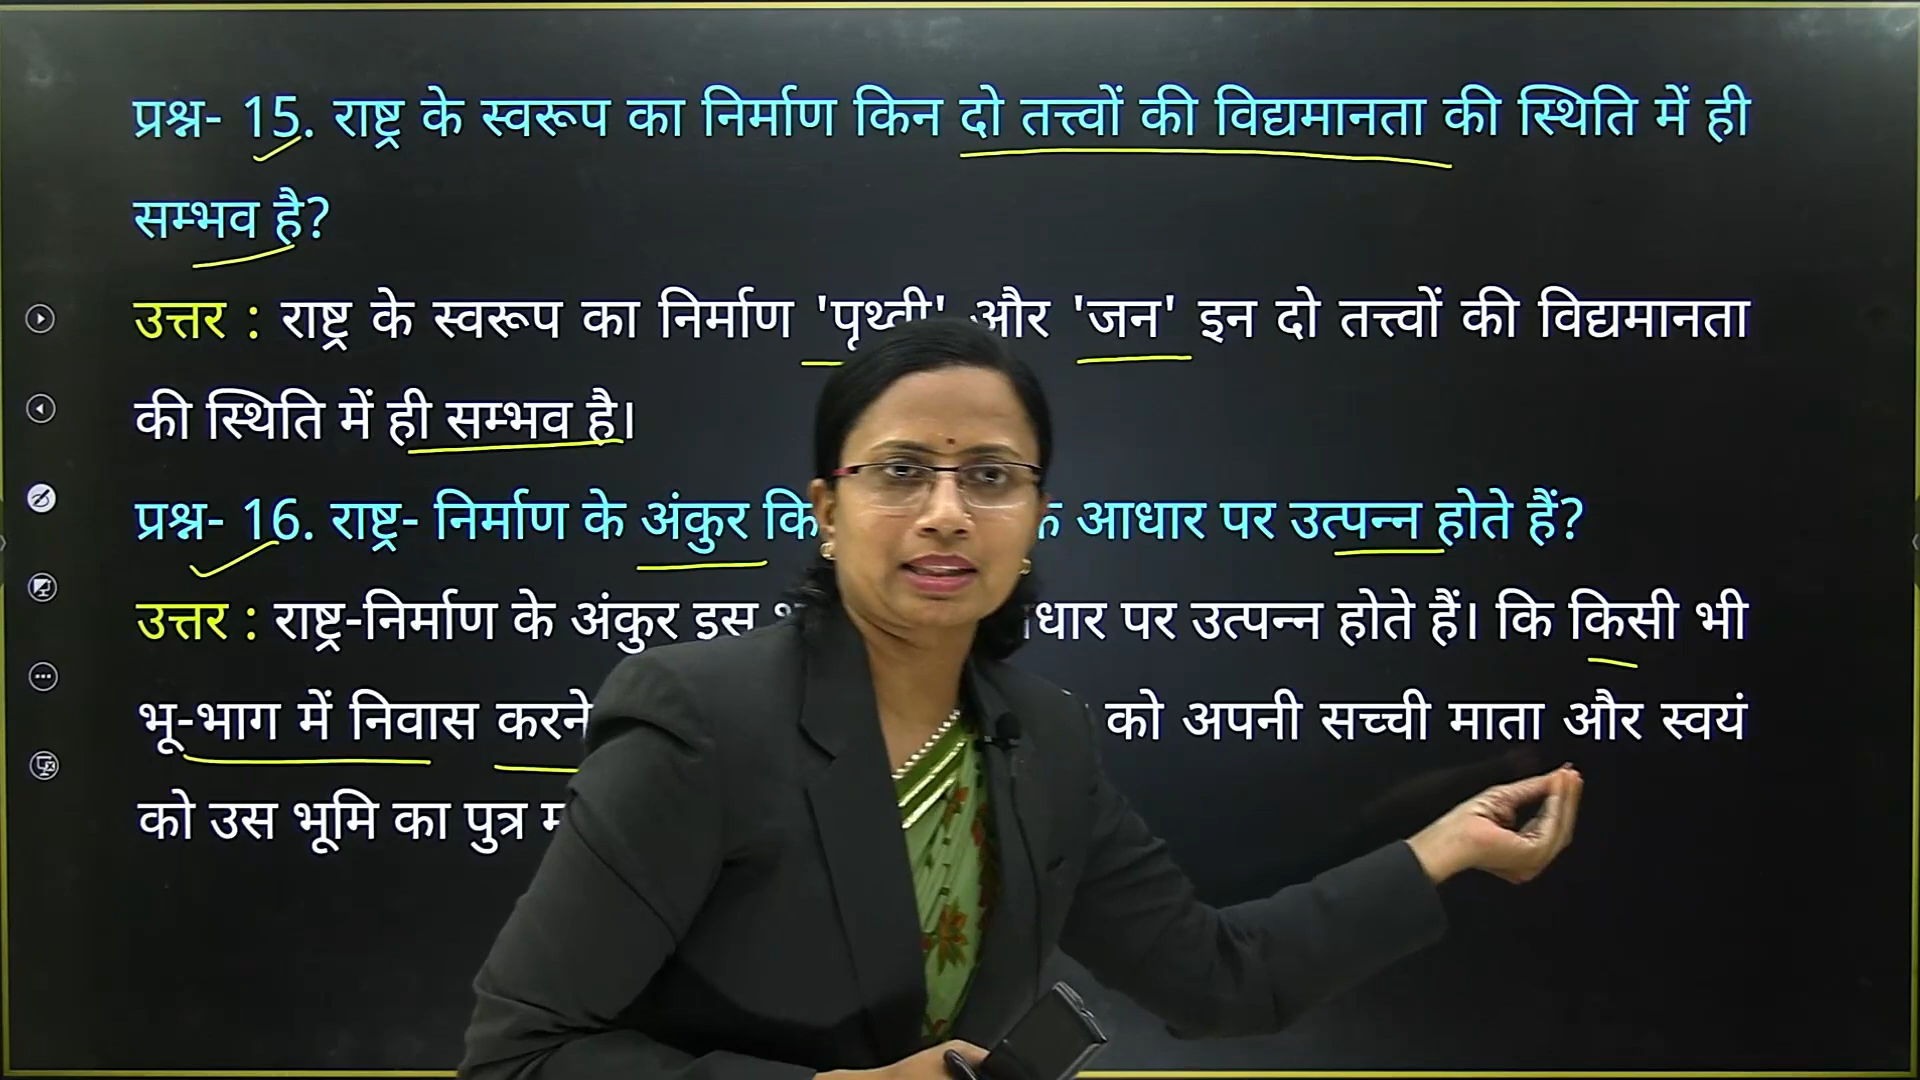 प्रश्न- 15. राष्ट्र के स्वरूप का निर्माण किन दो तत्त्वों की विद्यमानता की स्थिति में ही
सम्भव है?
उत्तर : राष्ट्र के स्वरूप का निर्माण 'पृथ्वी' और 'जन' इन दो तत्त्वों की विद्यमानता
की स्थिति में ही सम्भव है।
प्रश्न- 16. राष्ट्र- निर्माण के अंकुर आधार पर उत्पन्न होते हैं?
उत्तर : राष्ट्र-निर्माण के अंकुर इस पर उत्पन्न होते हैं। कि किसी भी
भू-भाग में निवास करने को अपनी सच्ची माता और स्वयं
को उस भूमि का पुत्र